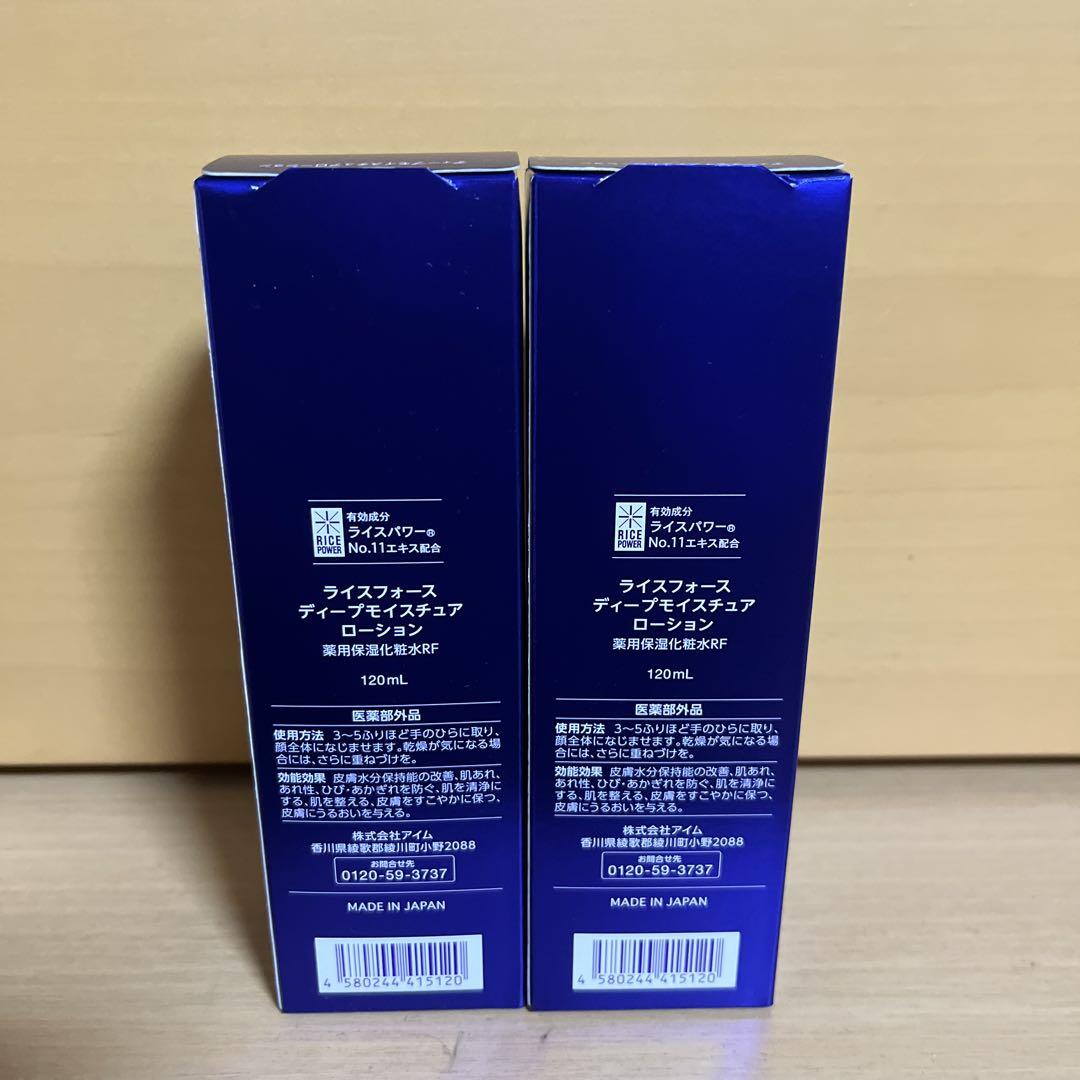 ディープモイスチュアローション
有効成分
ライスパワー®
No.11エキス配合
RICE
POWER
ライスフォース
ディープモイスチュア
ローション
薬用保湿化粧水RF
120mL
医薬部外品
使用方法 3～5ふりほど手のひらに取り、
顔全体になじませます。乾燥が気になる場
合には、さらに重ねづけを。
効能効果 皮膚水分保持能の改善、肌あれ、
あれ性、ひび・あかぎれを防ぐ、肌を清浄に
する、肌を整える、皮膚をすこやかに保つ、
皮膚にうるおいを与える。
株式会社アイム
香川県綾歌郡綾川町小野2088
お問合せ先
0120-59-3737
MADE IN JAPAN
4 580244 415120
有効成分
ライスパワー®
No.11エキス配合
RICE
POWER
ライスフォース
ディープモイスチュア
ローション
薬用保湿化粧水RF
120mL
医薬部外品
使用方法 3～5ふりほど手のひらに取り、
顔全体になじませます。乾燥が気になる場
合には、さらに重ねづけを。
効能効果 皮膚水分保持能の改善、肌あれ、
あれ性、ひび・あかぎれを防ぐ、肌を清浄に
する、肌を整える、皮膚をすこやかに保つ、
皮膚にうるおいを与える。
株式会社アイム
香川県綾歌郡綾川町小野2088
お問合せ先
0120-59-3737
MADE IN JAPAN
4 580244 415120